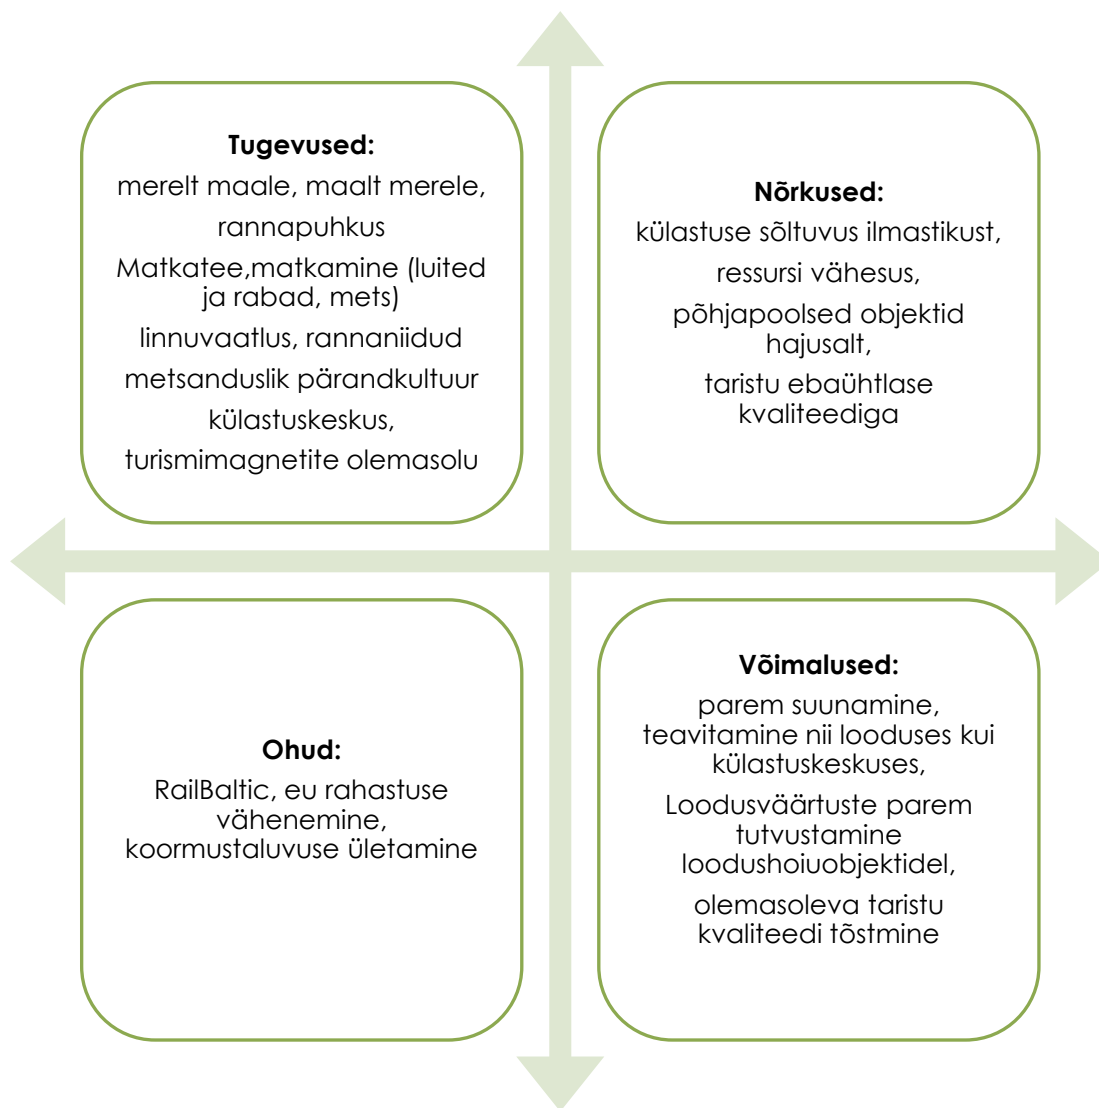 Tugevused:
merelt maale, maalt merele,
rannapuhkus
Matkatee,matkamine (luited
ja rabad, mets)
linnuvaatlus, rannaniidud
metsanduslik pärandkultuur
külastuskeskus,
turismimagnetite olemasolu
Nõrkused:
külastuse sõltuvus ilmastikust,
ressursi vähesus,
põhjapoolsed objektid
hajusalt,
taristu ebaühtlase
kvaliteediga
Ohud:
RailBaltic, eu rahastuse
vähenemine,
koormustaluvuse ületamine
Võimalused:
parem suunamine,
teavitamine nii looduses kui
külastuskeskuses,
Loodusväärtuste parem
tutvustamine
loodushoiuobjektidel,
olemasoleva taristu
kvaliteedi tõstmine